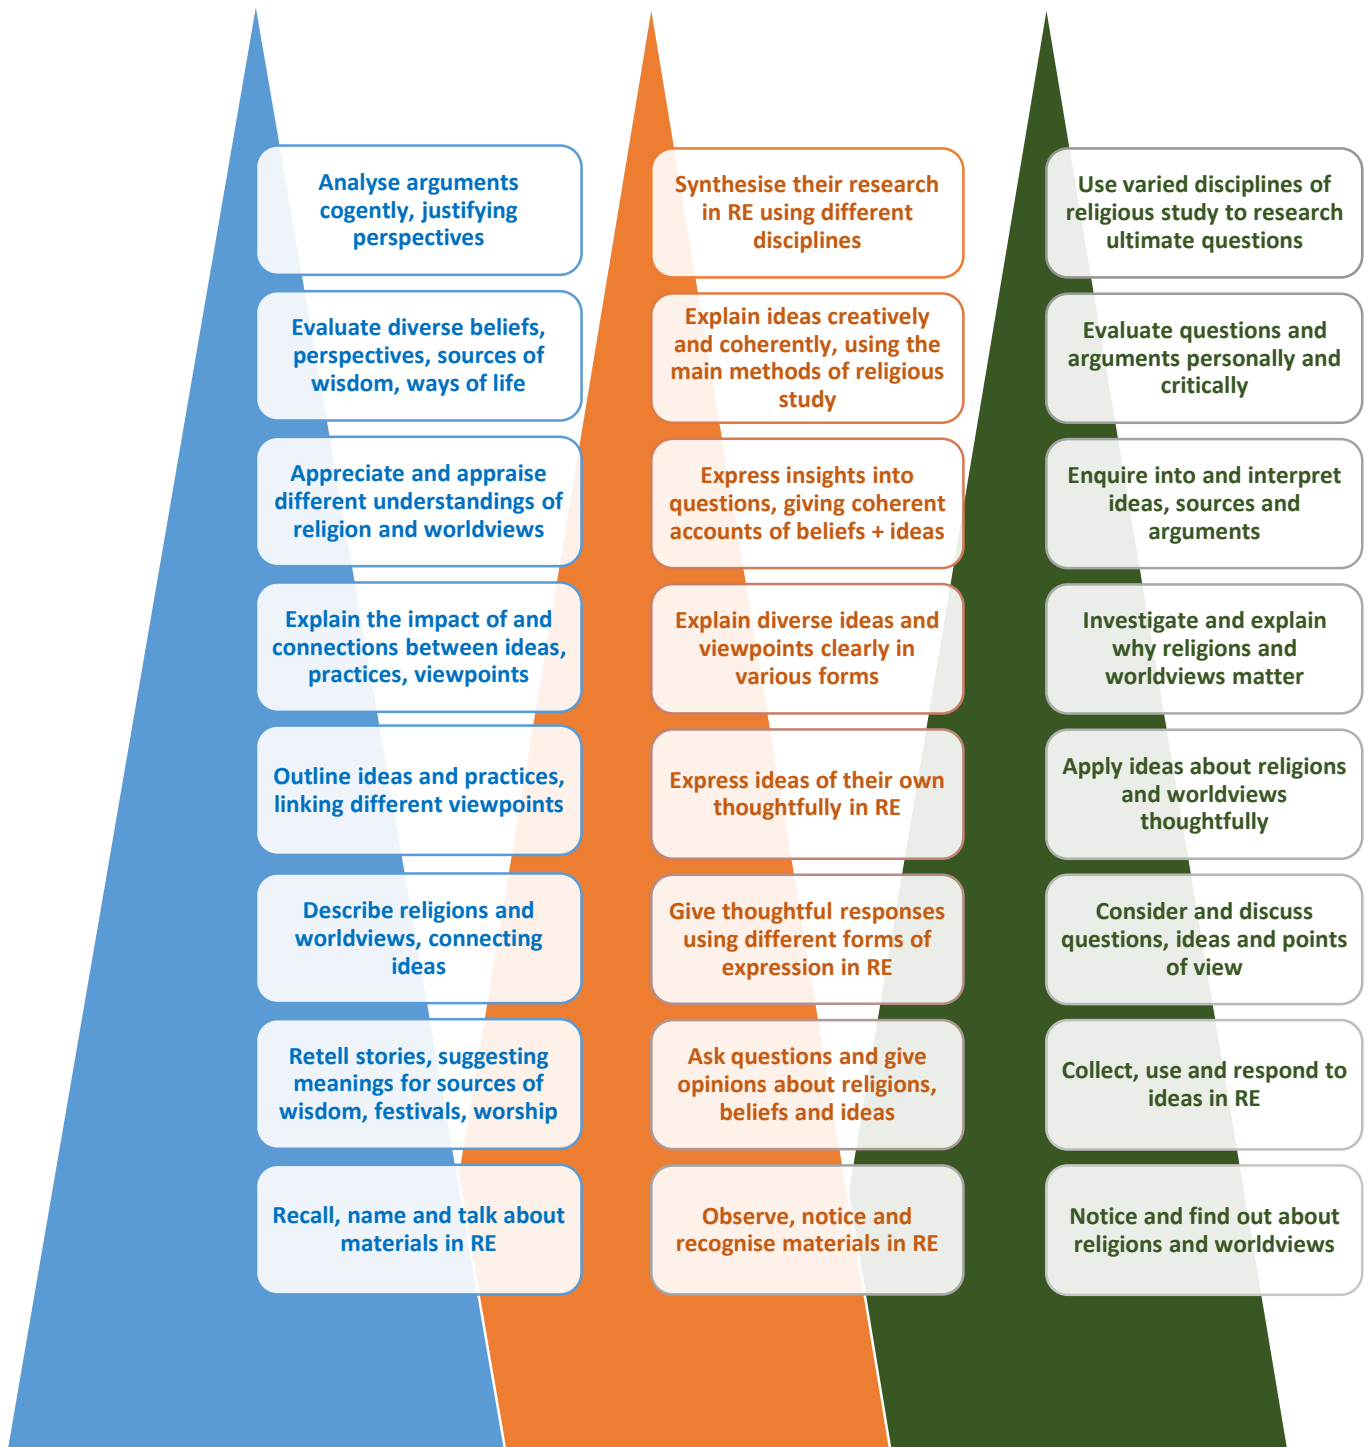 Analyse arguments
cogently, justifying
perspectives
Evaluate diverse beliefs,
perspectives, sources of
wisdom, ways of life
Appreciate and appraise
different understandings of
religion and worldviews
Explain the impact of and
connections between ideas,
practices, viewpoints
Outline ideas and practices,
linking different viewpoints
Describe religions and
worldviews, connecting
ideas
Retell stories, suggesting
meanings for sources of
wisdom, festivals, worship
Recall, name and talk about
materials in RE
Synthesise their research
in RE using different
disciplines
Explain ideas creatively
and coherently, using the
main methods of religious
study
Express insights into
questions, giving coherent
accounts of beliefs + ideas
Explain diverse ideas and
viewpoints clearly in
various forms
Express ideas of their own
thoughtfully in RE
Give thoughtful responses
using different forms of
expression in RE
Ask questions and give
opinions about religions,
beliefs and ideas
Observe, notice and
recognise materials in RE
Use varied disciplines of
religious study to research
ultimate questions
Evaluate questions and
arguments personally and
critically
Enquire into and interpret
ideas, sources and
arguments
Investigate and explain
why religions and
worldviews matter
Apply ideas about religions
and worldviews
thoughtfully
Consider and discuss
questions, ideas and points
of view
Collect, use and respond to
ideas in RE
Notice and find out about
religions and worldviews